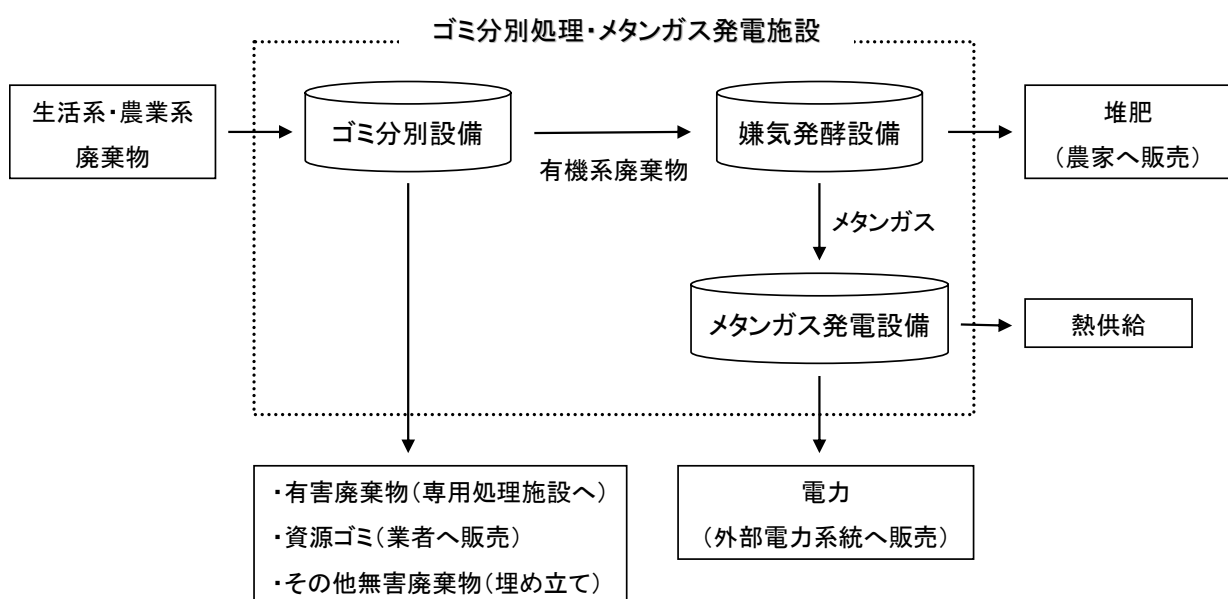 ゴミ分別処理・メタンガス発電施設
生活系・農業系
廃棄物
ゴミ分別設備
有機系廃棄物
嫌気発酵設備
堆肥
(農家へ販売)
メタンガス
メタンガス発電設備
熱供給
・有害廃棄物(専用処理施設へ)
・資源ゴミ(業者へ販売)
・その他無害廃棄物(埋め立て)
電力
(外部電力系統へ販売)